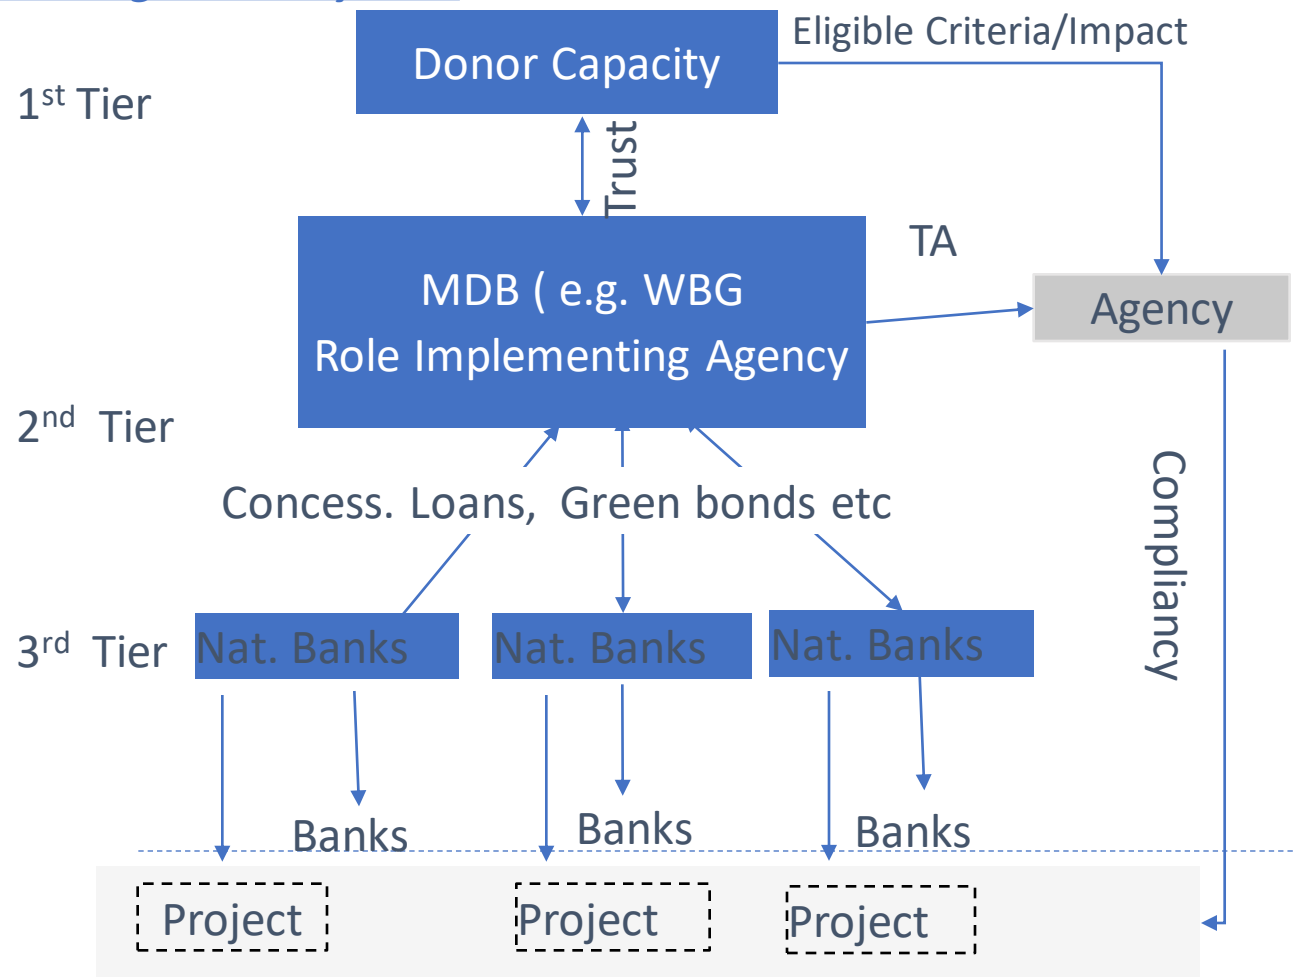 Eligible Criteria/Impact
Donor Capacity
1st Tier
Trust
TA
MDB ( e.g. WBG
Role Implementing Agency
Agency
2nd Tier
Concess. Loans, Green bonds etc
Compliancy
3rd Tier
Nat. Banks
Nat. Banks
Nat. Banks
Banks
Banks
Banks
Project
Project
Project